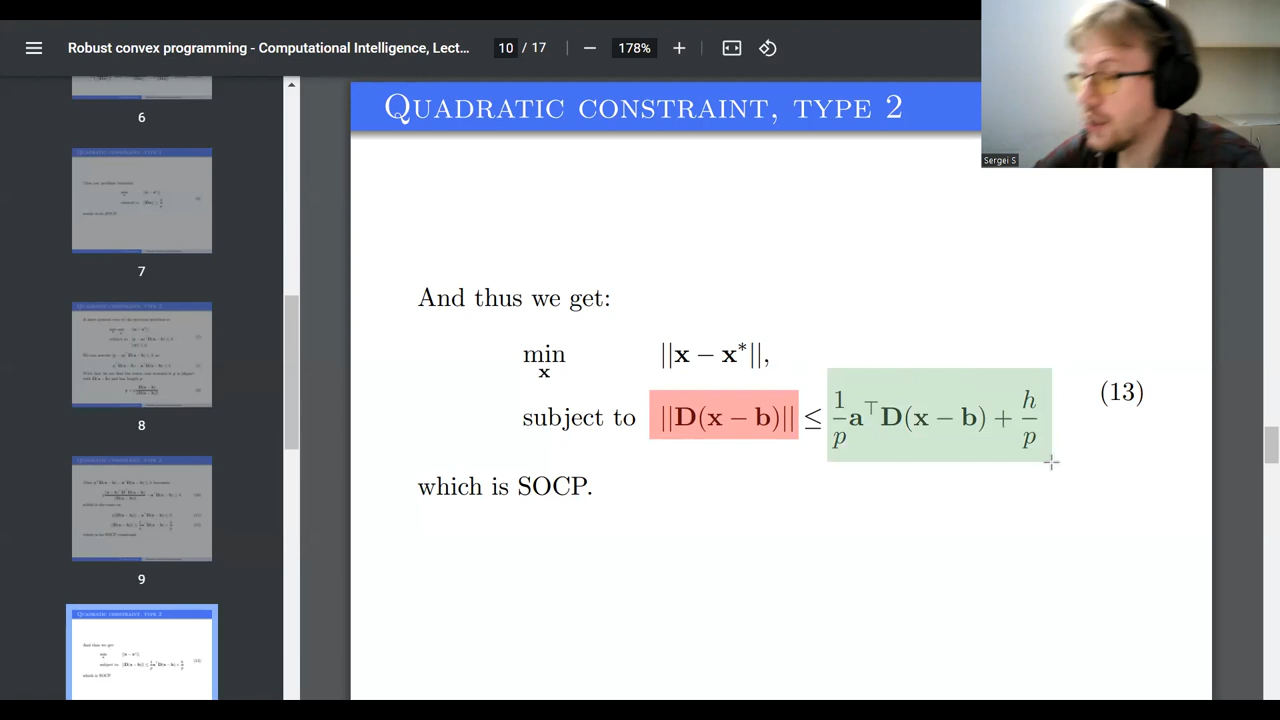 Robust convex programming - Computational Intelligence, Lect...
10 / 17
178%
6
7
8
9
QUADRATIC CONSTRAINT, TYPE 2
Sergei S
And thus we get:
min ||x − x*||,
x
subject to ||D(x − b)|| ≤ 1/p a⊤D(x − b) + h/p (13)
which is SOCP.